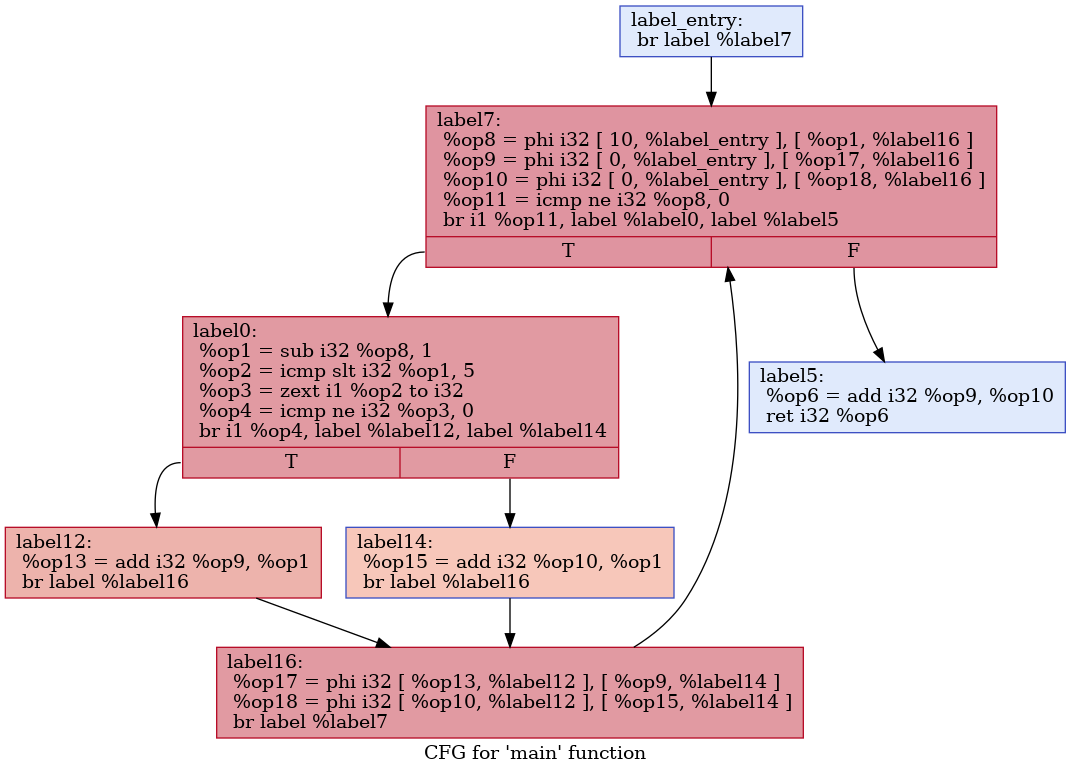 label_entry:
br label %label7
label7:
%op8 = phi i32 [ 10, %label_entry ], [ %op1, %label16 ]
%op9 = phi i32 [ 0, %label_entry ], [ %op17, %label16 ]
%op10 = phi i32 [ 0, %label_entry ], [ %op18, %label16 ]
%op11 = icmp ne i32 %op8, 0
br i1 %op11, label %label0, label %label5
T F
label0:
%op1 = sub i32 %op8, 1
%op2 = icmp slt i32 %op1, 5
%op3 = zext i1 %op2 to i32
%op4 = icmp ne i32 %op3, 0
br i1 %op4, label %label12, label %label14
T F
label5:
%op6 = add i32 %op9, %op10
ret i32 %op6
label12:
%op13 = add i32 %op9, %op1
br label %label16
label14:
%op15 = add i32 %op10, %op1
br label %label16
label16:
%op17 = phi i32 [ %op13, %label12 ], [ %op9, %label14 ]
%op18 = phi i32 [ %op10, %label12 ], [ %op15, %label14 ]
br label %label7
CFG for 'main' function